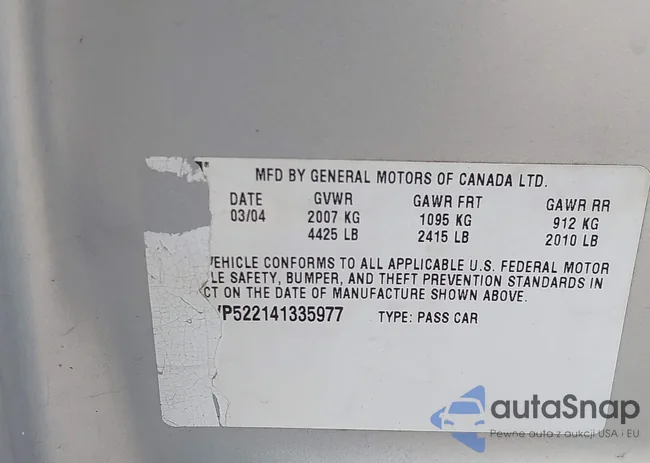 MFD BY GENERAL MOTORS OF CANADA LTD.
DATE GVWR GAWR FRT GAWR RR
03/04 2007 KG 1095 KG 912 KG
4425 LB 2415 LB 2010 LB
VEHICLE CONFORMS TO ALL APPLICABLE U.S. FEDERAL MOTOR
LE SAFETY, BUMPER, AND THEFT PREVENTION STANDARDS IN
CT ON THE DATE OF MANUFACTURE SHOWN ABOVE.
P522141335977 TYPE: PASS CAR
autaSnap
Pewne auta z aukcji USA i EU